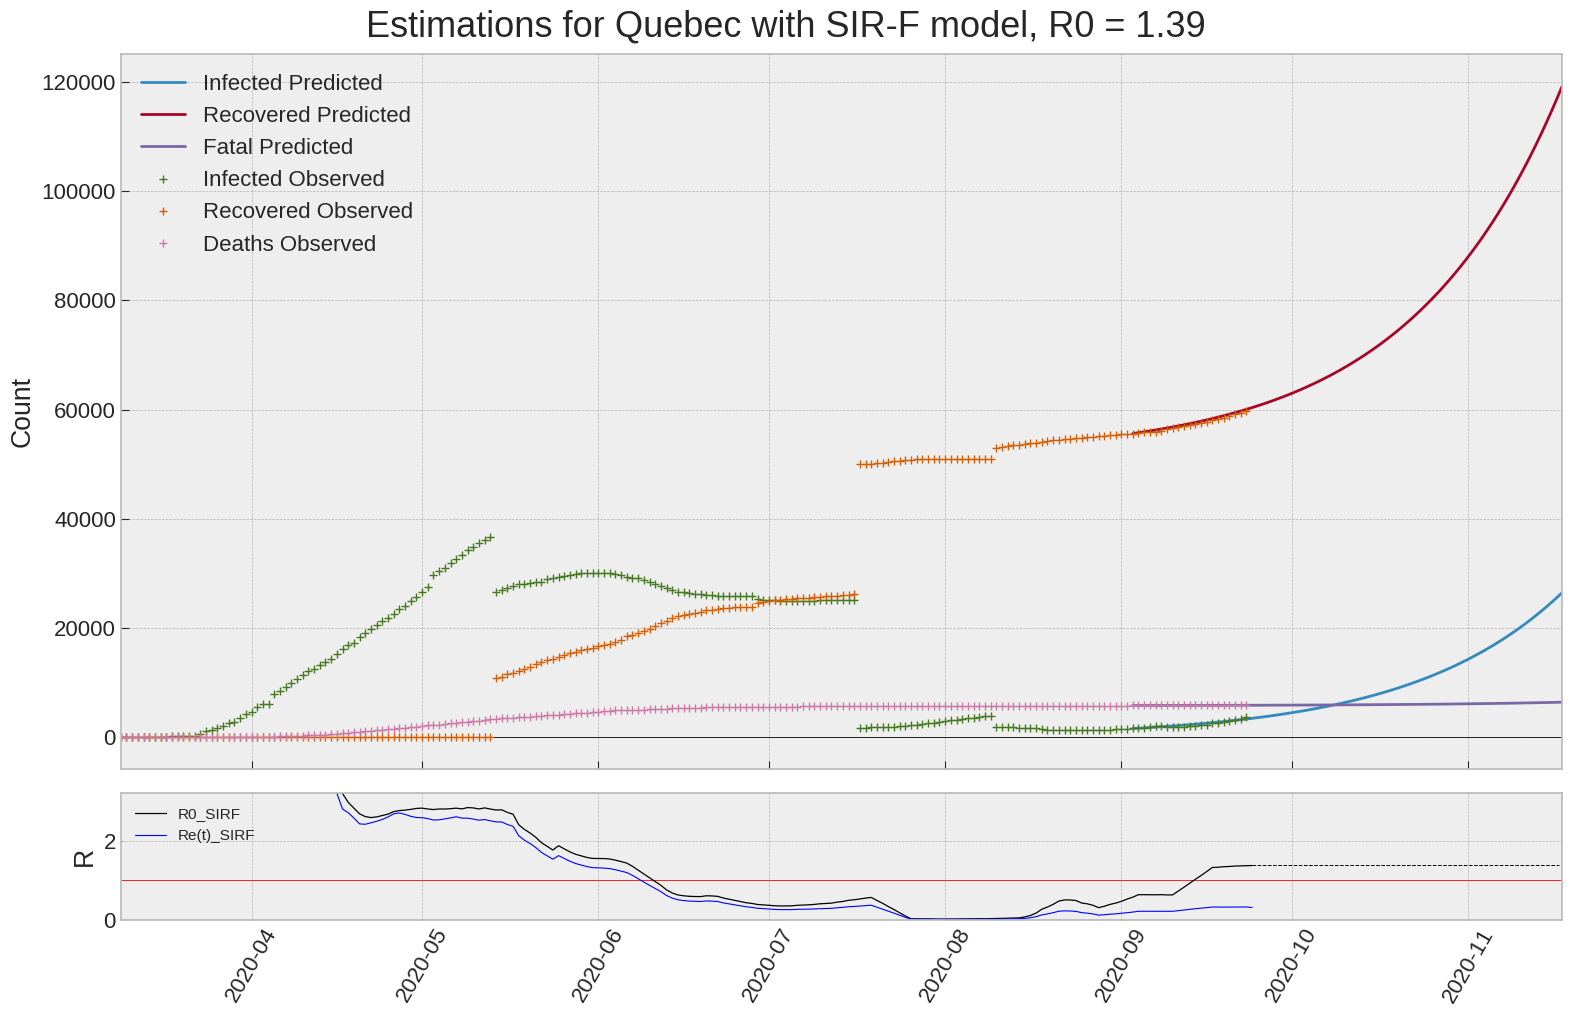 Estimations for Quebec with SIR-F model, R0 = 1.39
Infected Predicted
Recovered Predicted
Fatal Predicted
Infected Observed
Recovered Observed
Deaths Observed
120000
100000
80000
60000
40000
20000
0
Count
R0_SIRF
Re(t)_SIRF
2
0
R
2020-04
2020-05
2020-06
2020-07
2020-08
2020-09
2020-10
2020-11